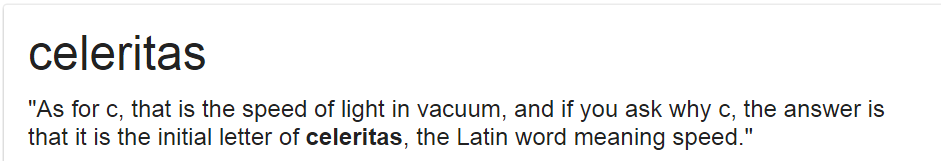 celeritas
"As for c, that is the speed of light in vacuum, and if you ask why c, the answer is
that it is the initial letter of celeritas, the Latin word meaning speed."